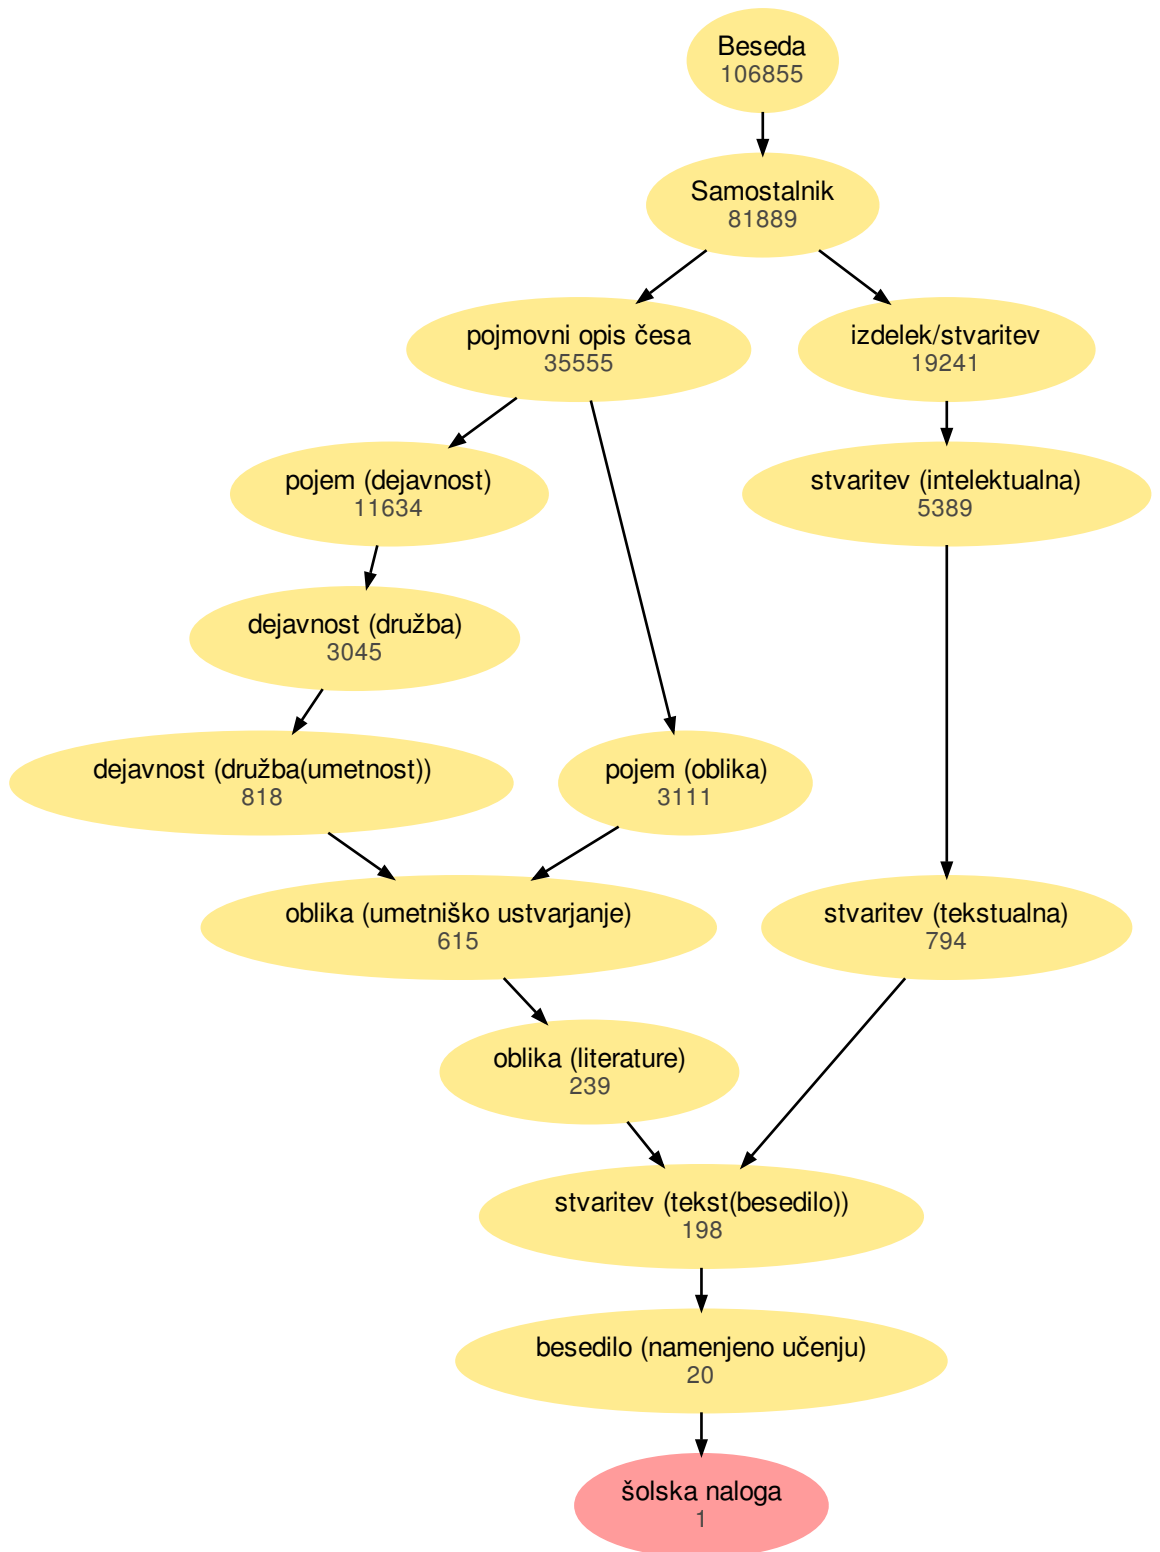 Beseda
106855
Samostalnik
81889
pojmovni opis česa
35555
izdelek/stvaritev
19241
pojem (dejavnost)
11634
stvaritev (intelektualna)
5389
dejavnost (družba)
3045
dejavnost (družba(umetnost))
818
pojem (oblika)
3111
oblika (umetniško ustvarjanje)
615
stvaritev (tekstualna)
794
oblika (literature)
239
stvaritev (tekst(besedilo))
198
besedilo (namenjeno učenju)
20
šolska naloga
1